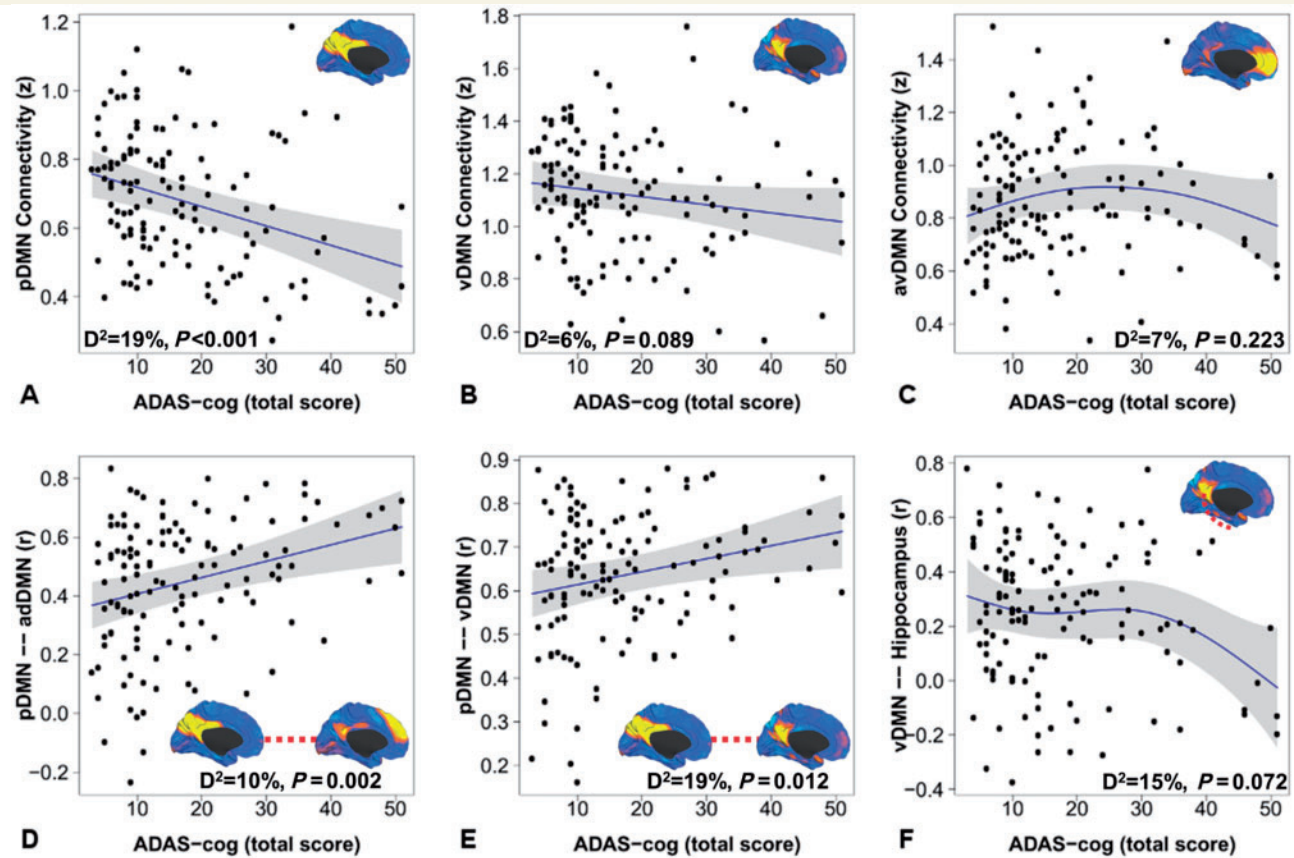 1.2
1.0
0.8
0.6
0.4
pDMN Connectivity (z)
D²=19%, P<0.001
10 20 30 40 50
A
ADAS−cog (total score)
1.8
1.6
1.4
1.2
1.0
0.8
0.6
vDMN Connectivity (z)
D²=6%, P=0.089
10 20 30 40 50
B
ADAS−cog (total score)
1.4
1.2
1.0
0.8
0.6
0.4
avDMN Connectivity (z)
D²=7%, P=0.223
10 20 30 40 50
C
ADAS−cog (total score)
0.8
0.6
0.4
0.2
0.0
−0.2
pDMN −−− adDMN (r)
D²=10%, P=0.002
10 20 30 40 50
D
ADAS−cog (total score)
0.9
0.8
0.7
0.6
0.5
0.4
0.3
0.2
pDMN −−− vDMN (r)
D²=19%, P=0.012
10 20 30 40 50
E
ADAS−cog (total score)
0.8
0.6
0.4
0.2
0.0
−0.2
−0.4
vDMN −−− Hippocampus (r)
D²=15%, P=0.072
10 20 30 40 50
F
ADAS−cog (total score)